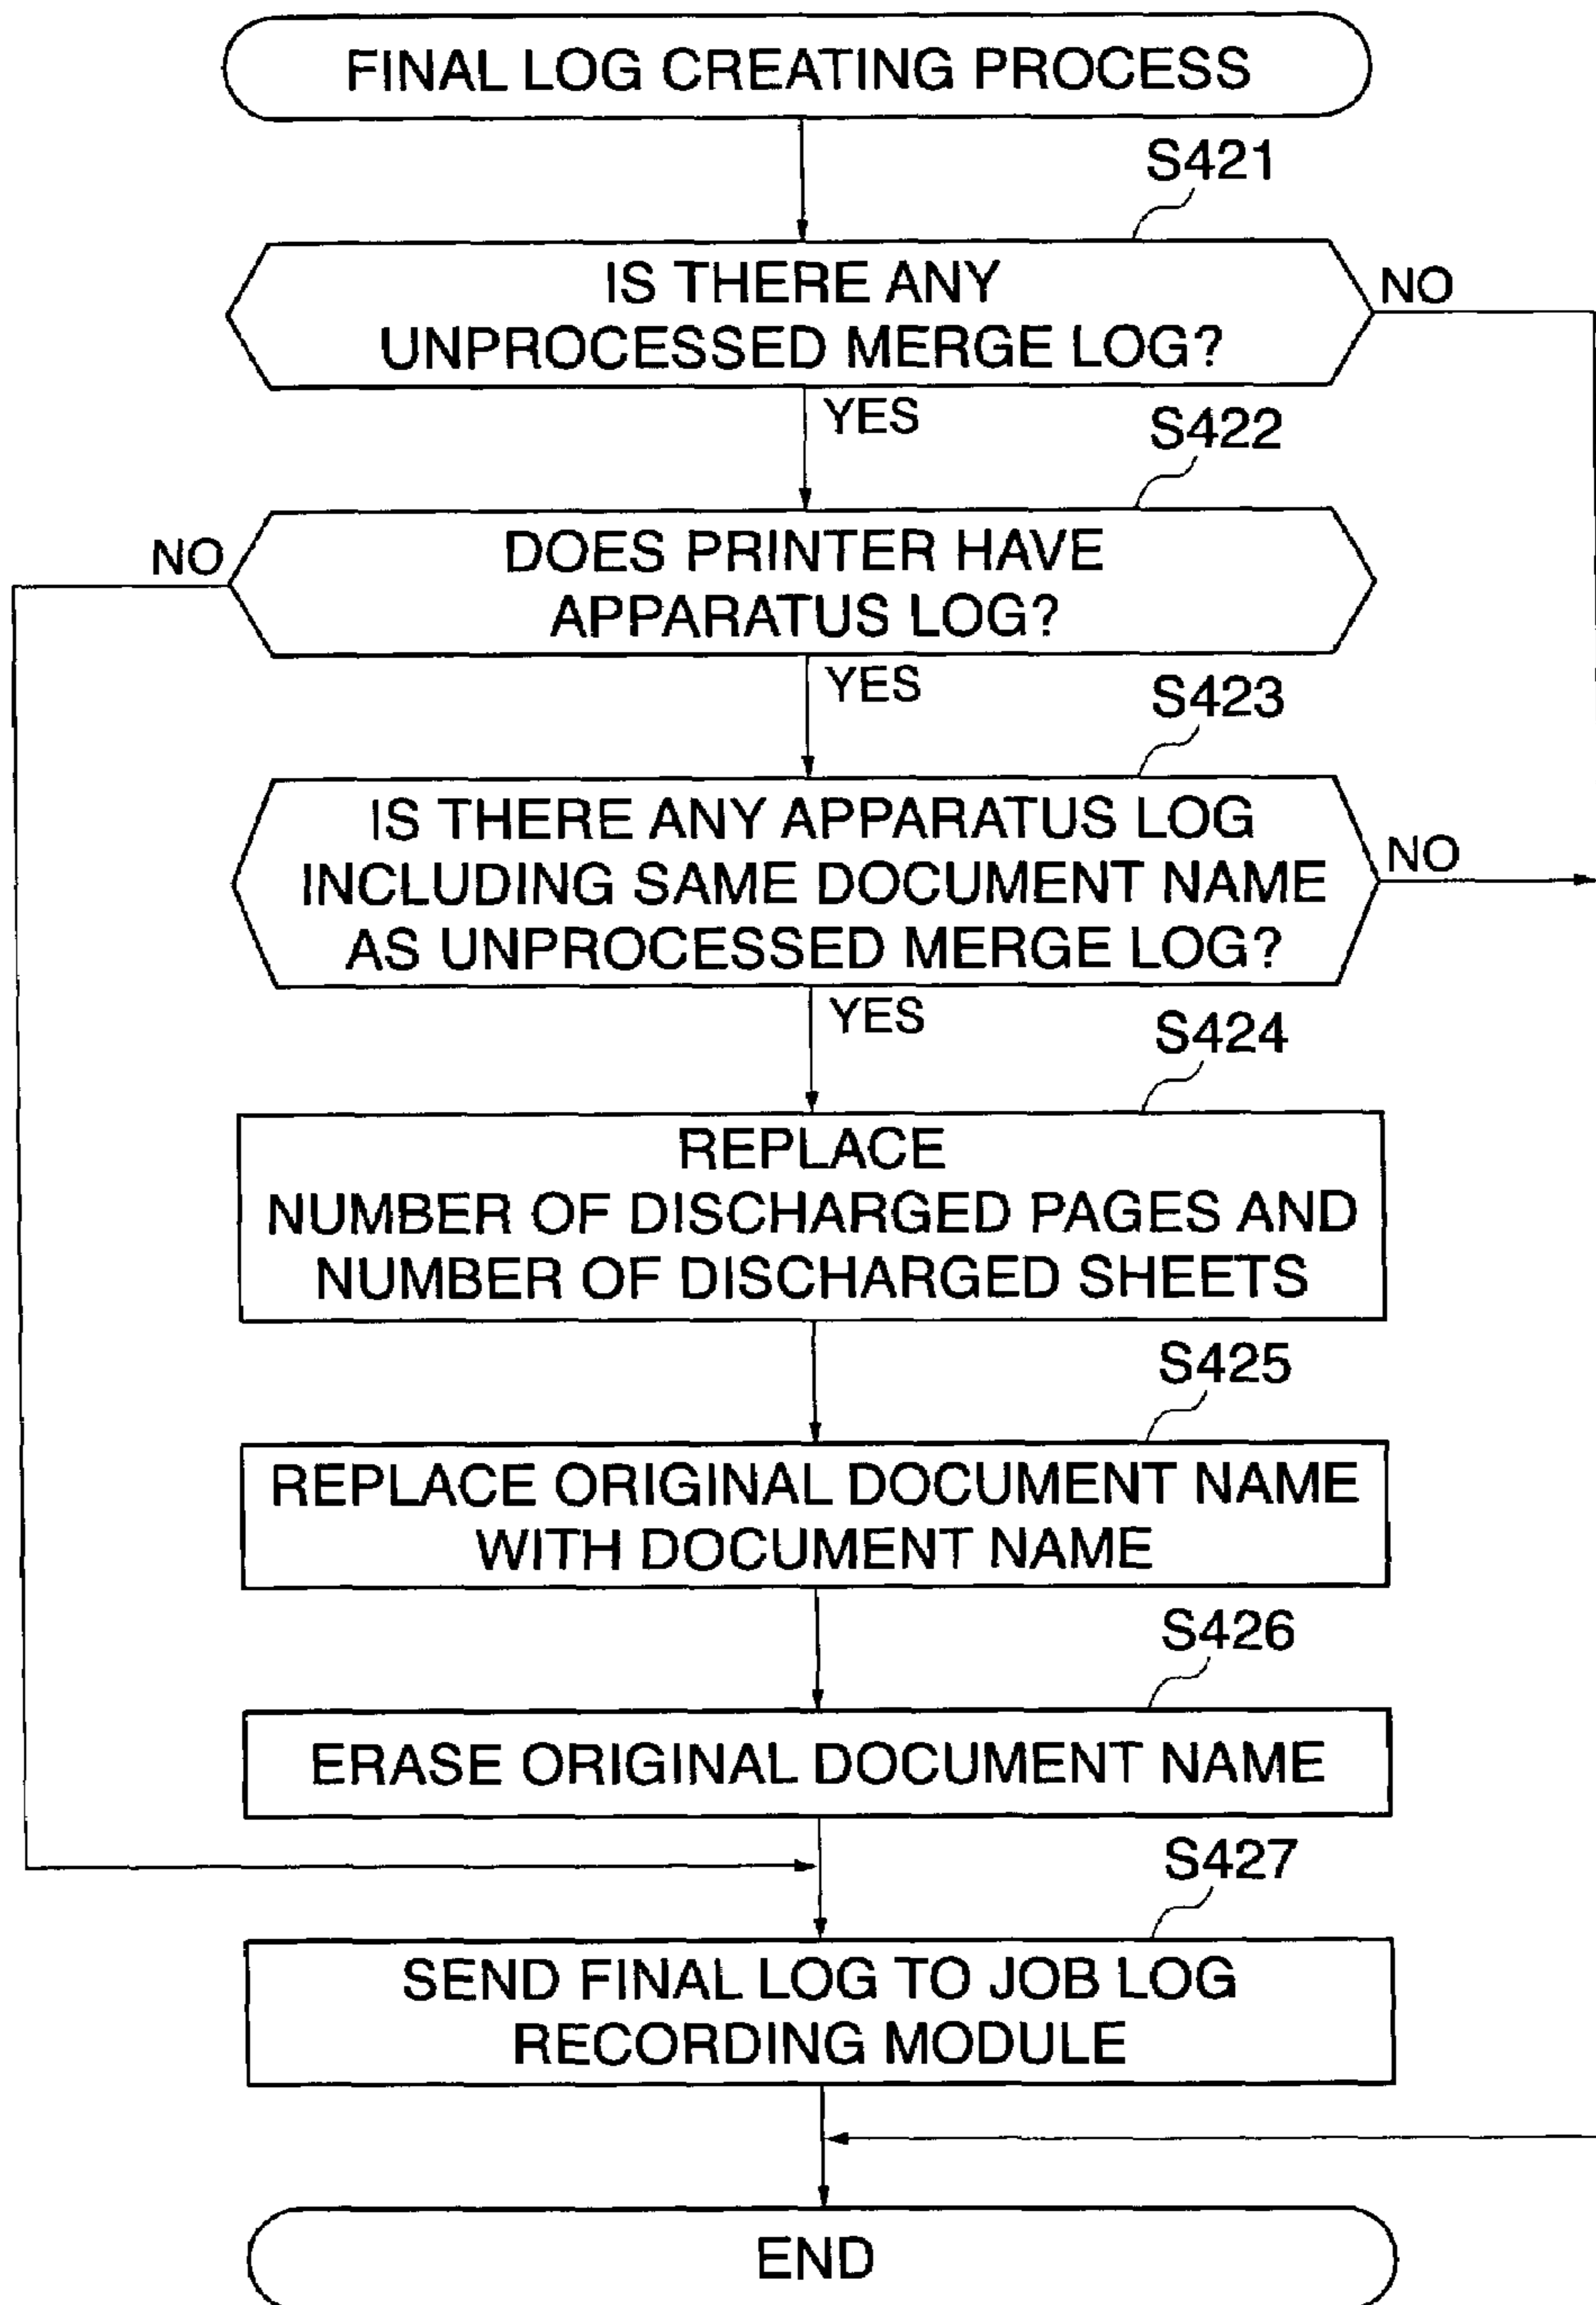 FINAL LOG CREATING PROCESS
S421
IS THERE ANY
UNPROCESSED MERGE LOG?
NO
YES
S422
DOES PRINTER HAVE
APPARATUS LOG?
NO
YES
S423
IS THERE ANY APPARATUS LOG
INCLUDING SAME DOCUMENT NAME
AS UNPROCESSED MERGE LOG?
NO
YES
S424
REPLACE
NUMBER OF DISCHARGED PAGES AND
NUMBER OF DISCHARGED SHEETS
S425
REPLACE ORIGINAL DOCUMENT NAME
WITH DOCUMENT NAME
S426
ERASE ORIGINAL DOCUMENT NAME
S427
SEND FINAL LOG TO JOB LOG
RECORDING MODULE
END